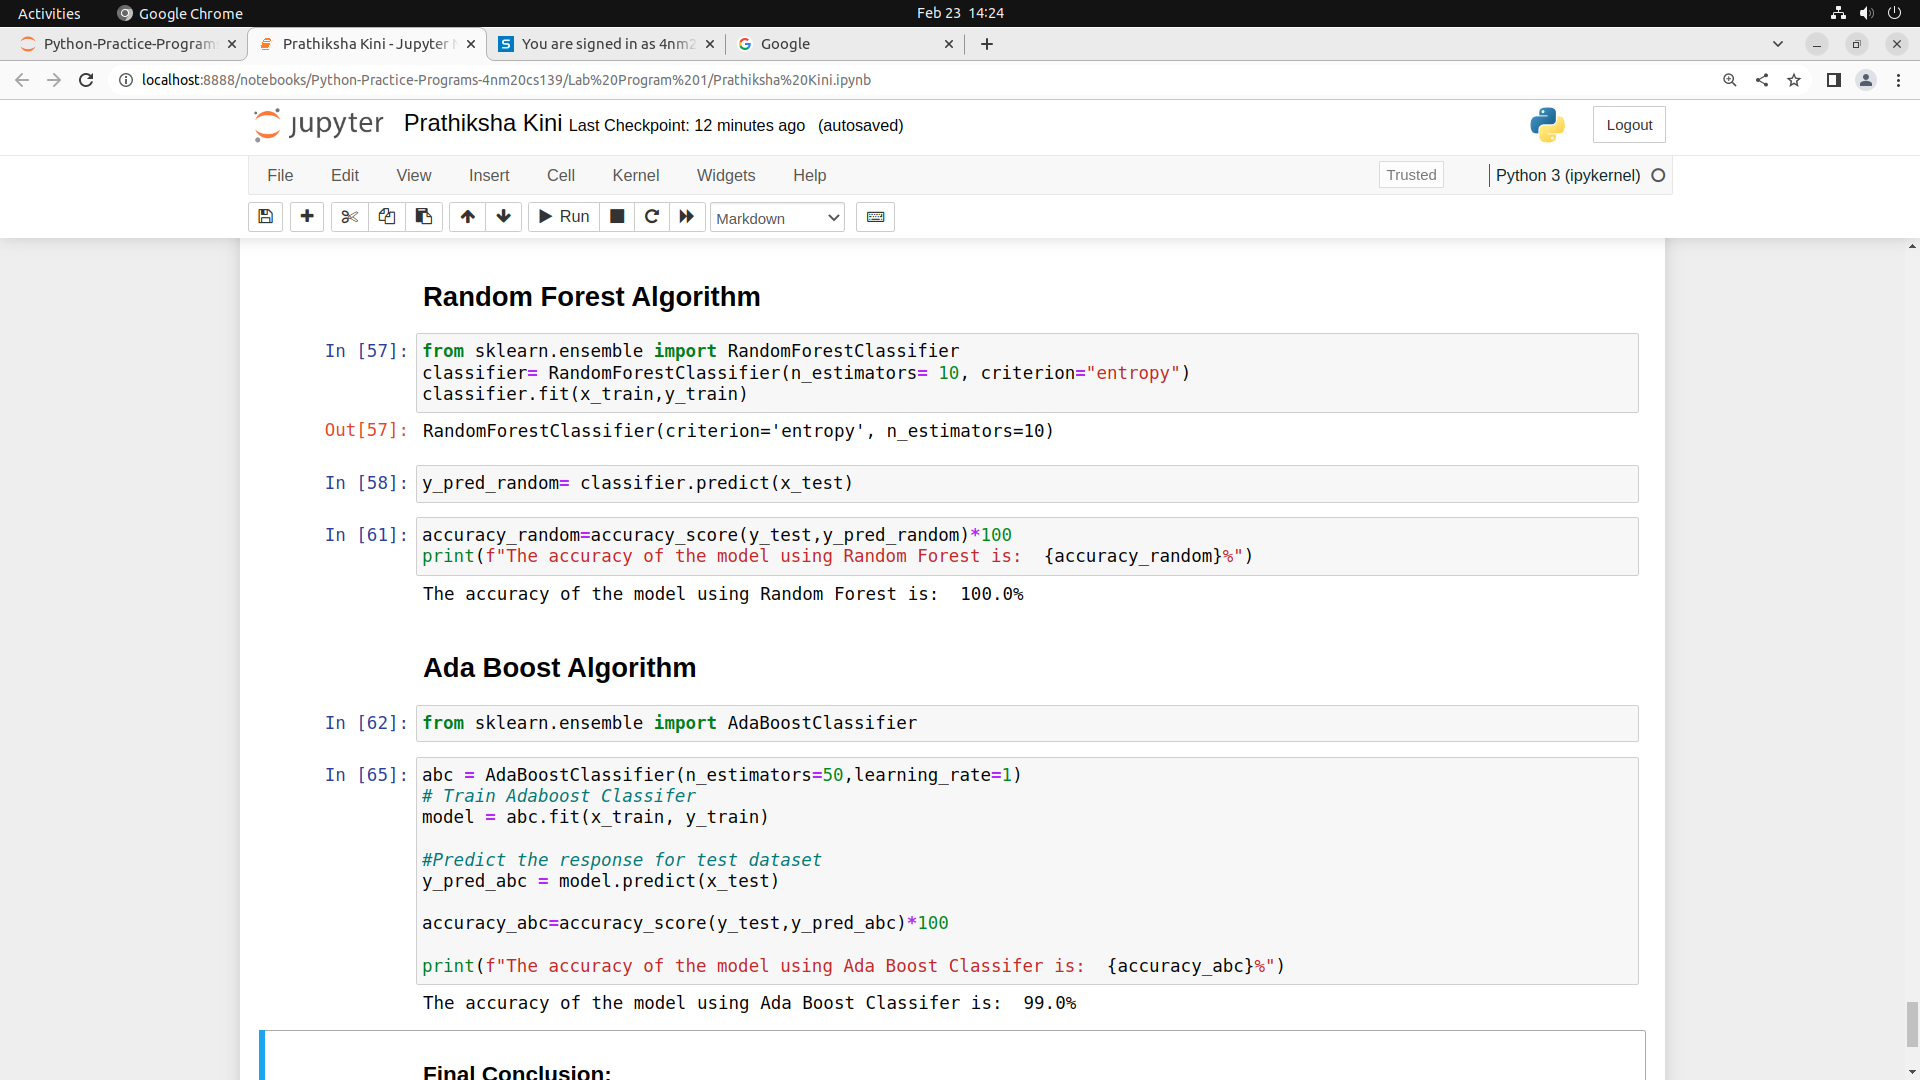 Activities Google Chrome Feb 23 14:24
Python-Practice-Program Prathiksha Kini - Jupyter N You are signed in as 4nm2 Google
localhost:8888/notebooks/Python-Practice-Programs-4nm20cs139/Lab%20Program%201/Prathiksha%20Kini.ipynb
jupyter Prathiksha Kini Last Checkpoint: 12 minutes ago (autosaved) Logout
File Edit View Insert Cell Kernel Widgets Help Trusted Python 3 (ipykernel)
Run Markdown
Random Forest Algorithm
In [57]: from sklearn.ensemble import RandomForestClassifier
classifier= RandomForestClassifier(n_estimators= 10, criterion="entropy")
classifier.fit(x_train,y_train)
Out[57]: RandomForestClassifier(criterion='entropy', n_estimators=10)
In [58]: y_pred_random= classifier.predict(x_test)
In [61]: accuracy_random=accuracy_score(y_test,y_pred_random)*100
print(f"The accuracy of the model using Random Forest is:  {accuracy_random}%")
The accuracy of the model using Random Forest is:  100.0%
Ada Boost Algorithm
In [62]: from sklearn.ensemble import AdaBoostClassifier
In [65]: abc = AdaBoostClassifier(n_estimators=50,learning_rate=1)
# Train Adaboost Classifer
model = abc.fit(x_train, y_train)
#Predict the response for test dataset
y_pred_abc = model.predict(x_test)
accuracy_abc=accuracy_score(y_test,y_pred_abc)*100
print(f"The accuracy of the model using Ada Boost Classifer is:  {accuracy_abc}%")
The accuracy of the model using Ada Boost Classifer is:  99.0%
Final Conclusion: